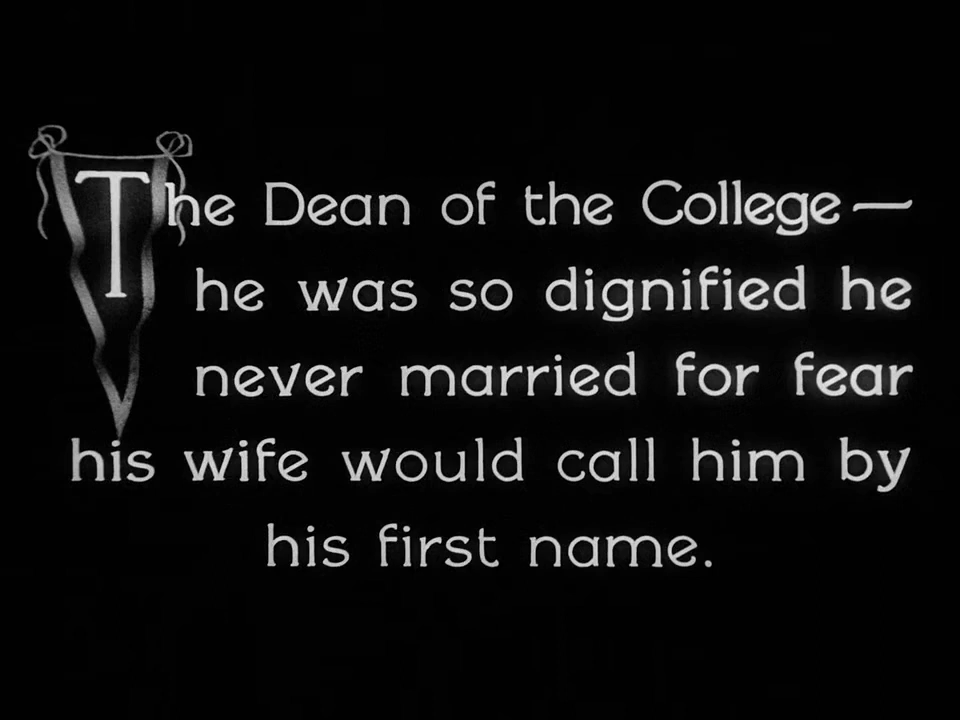 The Dean of the College—
he was so dignified he
never married for fear
his wife would call him by
his first name.